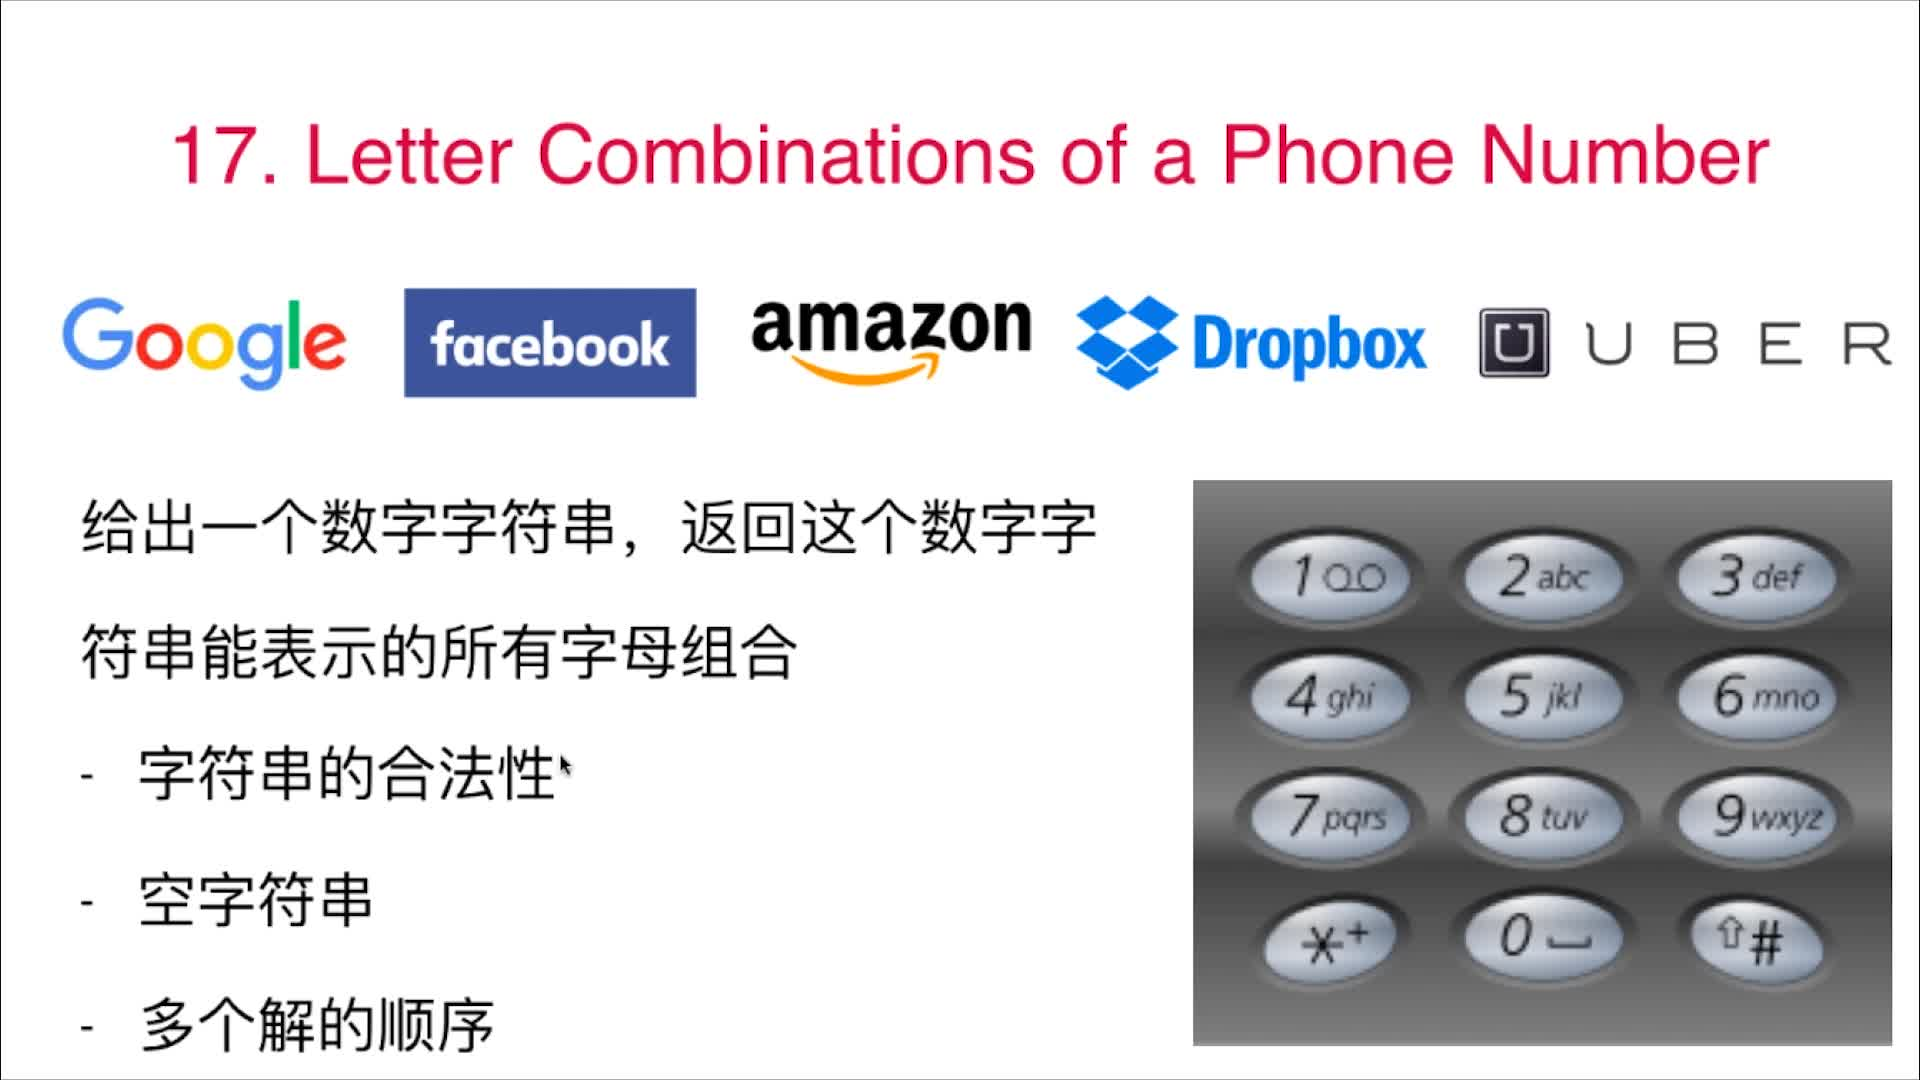 17. Letter Combinations of a Phone Number
Google facebook amazon Dropbox UBER
给出一个数字字符串，返回这个数字字
符串能表示的所有字母组合
- 字符串的合法性
- 空字符串
- 多个解的顺序
1 2 abc 3 def
4 ghi 5 jkl 6 mno
7 pqrs 8 tuv 9 wxyz
* + 0 #